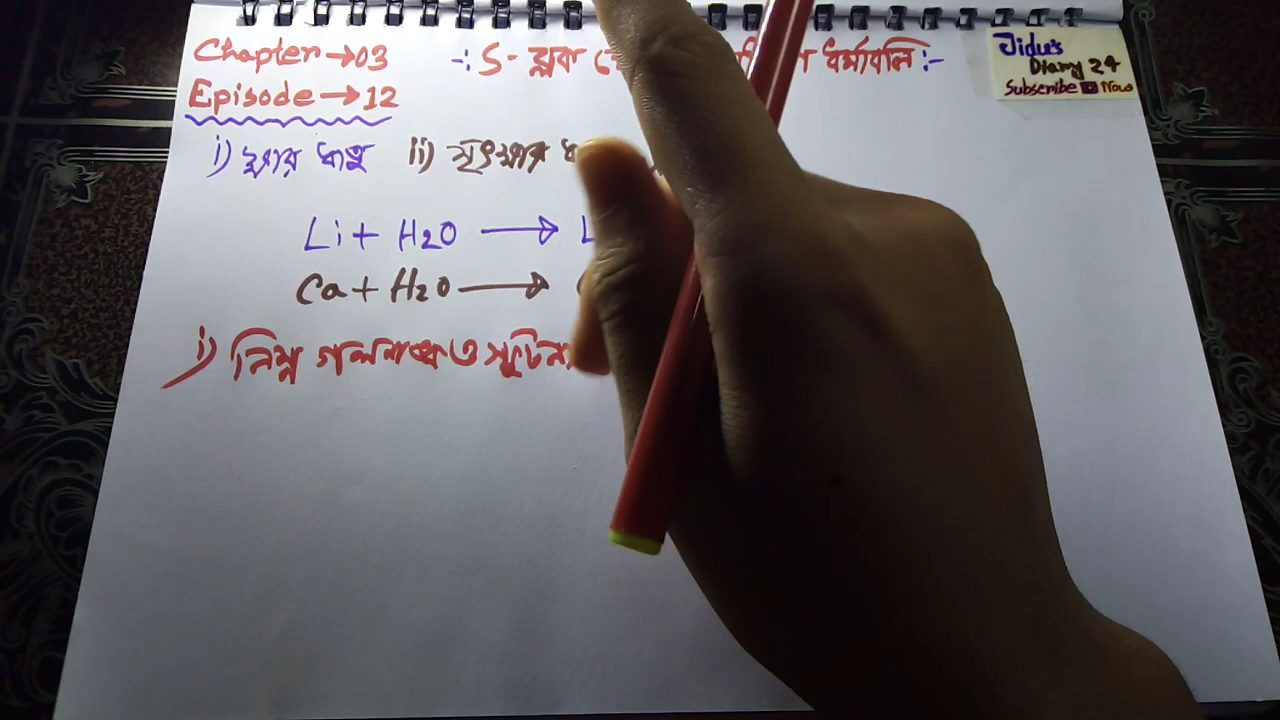 Chapter→03
:- S- ব্লক ধর্মাবলি :-
Jidu's
Diary 24
Subscribe Now
Episode→12
i) ক্ষার ধাতু ii) মৃৎক্ষার
Li + H2O →
Ca + H2O →
i) নিম্ন গলনাঙ্ক ও স্ফুটনা